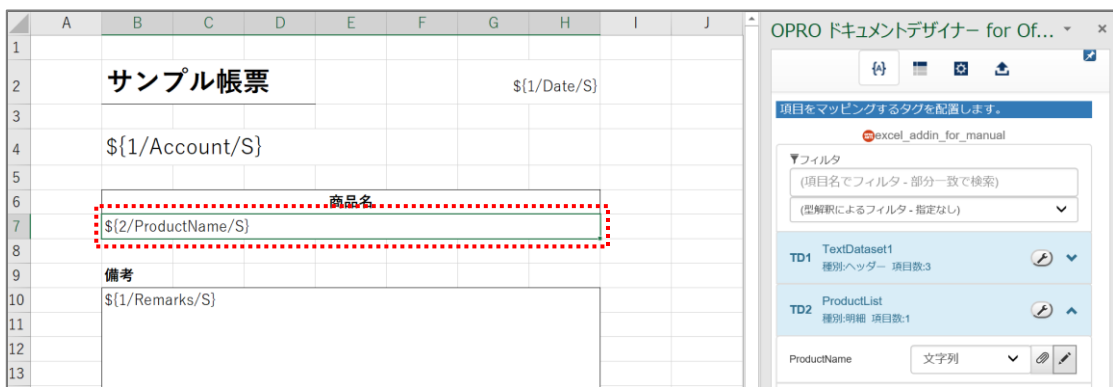 A B C D E F G H I J
OPRO ドキュメントデザイナー for Of...
1
2 サンプル帳票 ${1/Date/S}
3
4 ${1/Account/S}
5
6 商品名
7 ${2/ProductName/S}
8
9 備考
10 ${1/Remarks/S}
11
12
13
{A}
項目をマッピングするタグを配置します。
excel_addin_for_manual
フィルタ
(項目名でフィルタ - 部分一致で検索)
(型解釈によるフィルタ - 指定なし)
TD1 TextDataset1
種別:ヘッダー 項目数:3
TD2 ProductList
種別:明細 項目数:1
ProductName 文字列